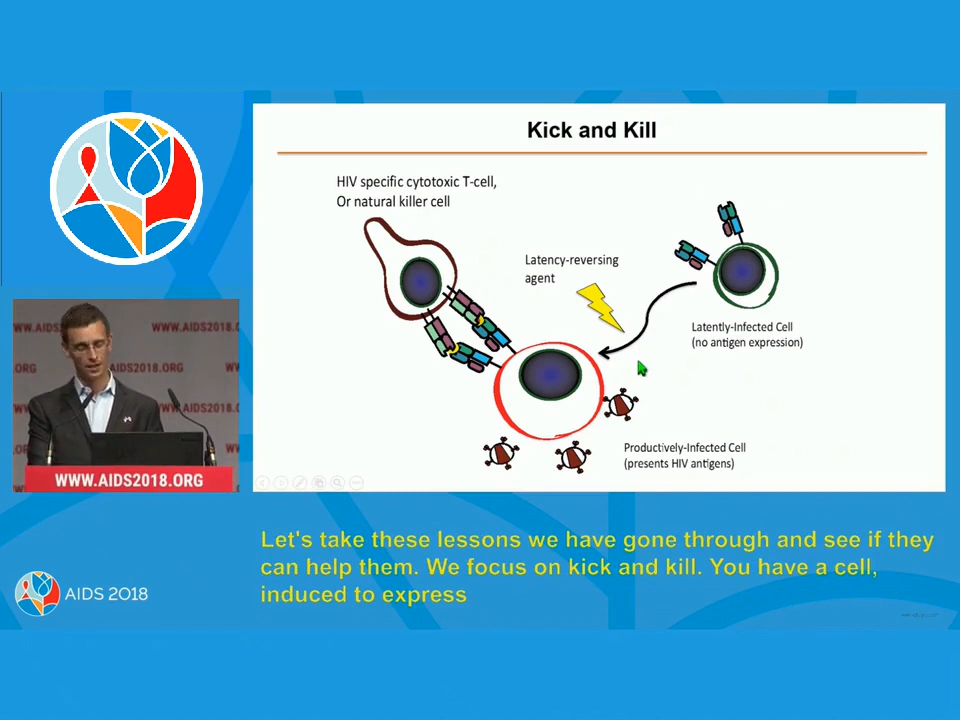 Kick and Kill
HIV specific cytotoxic T-cell,
Or natural killer cell
Latency-reversing
agent
Latently-Infected Cell
(no antigen expression)
Productively-Infected Cell
(presents HIV antigens)
WWW.AIDS2018.ORG
WWW.AIDS2018.ORG
Let's take these lessons we have gone through and see if they
can help them. We focus on kick and kill. You have a cell,
induced to express
AIDS 2018